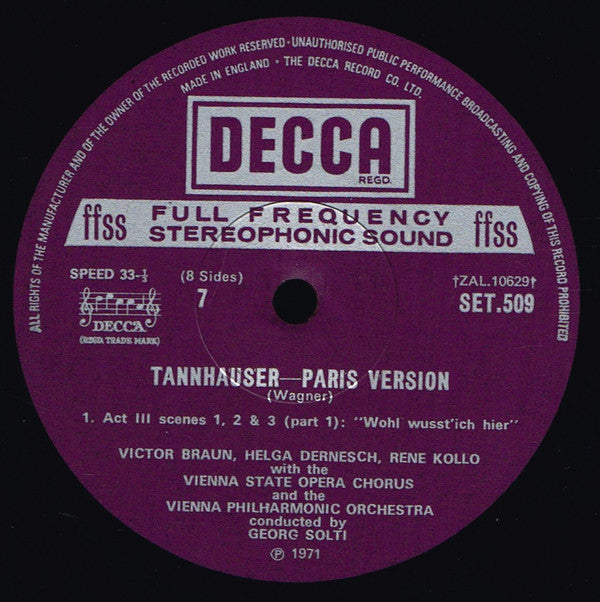 ALL RIGHTS OF THE MANUFACTURER AND OF THE OWNER OF THE RECORDED WORK RESERVED · UNAUTHORISED PUBLIC PERFORMANCE BROADCASTING AND COPYING OF THIS RECORD PROHIBITED
MADE IN ENGLAND · THE DECCA RECORD CO. LTD.
DECCA
REGD.
ffss FULL FREQUENCY STEREOPHONIC SOUND ffss
SPEED 33-⅓ (8 Sides) †ZAL.10629†
7 SET.509
DECCA
(REGD TRADE MARK)
TANNHAUSER—PARIS VERSION
(Wagner)
1. Act III scenes 1, 2 & 3 (part 1): "Wohl wusst'ich hier"
VICTOR BRAUN, HELGA DERNESCH, RENE KOLLO
with the
VIENNA STATE OPERA CHORUS
and the
VIENNA PHILHARMONIC ORCHESTRA
conducted by
GEORG SOLTI
℗ 1971